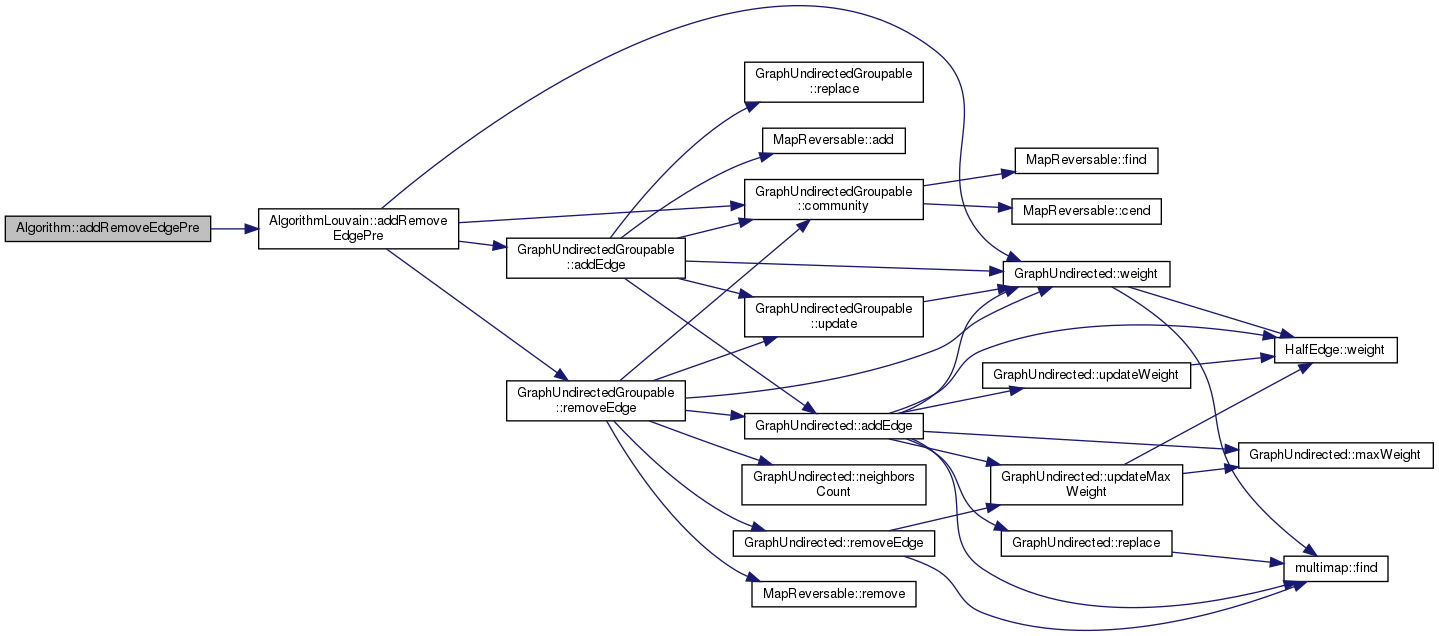 Algorithm::addRemoveEdgePre
AlgorithmLouvain::addRemove
EdgePre
GraphUndirectedGroupable
::addEdge
GraphUndirectedGroupable
::removeEdge
GraphUndirectedGroupable
::replace
MapReversable::add
GraphUndirectedGroupable
::community
GraphUndirectedGroupable
::update
GraphUndirected::addEdge
GraphUndirected::neighbors
Count
GraphUndirected::removeEdge
MapReversable::remove
MapReversable::find
MapReversable::cend
GraphUndirected::weight
GraphUndirected::updateWeight
GraphUndirected::updateMax
Weight
GraphUndirected::replace
HalfEdge::weight
GraphUndirected::maxWeight
multimap::find